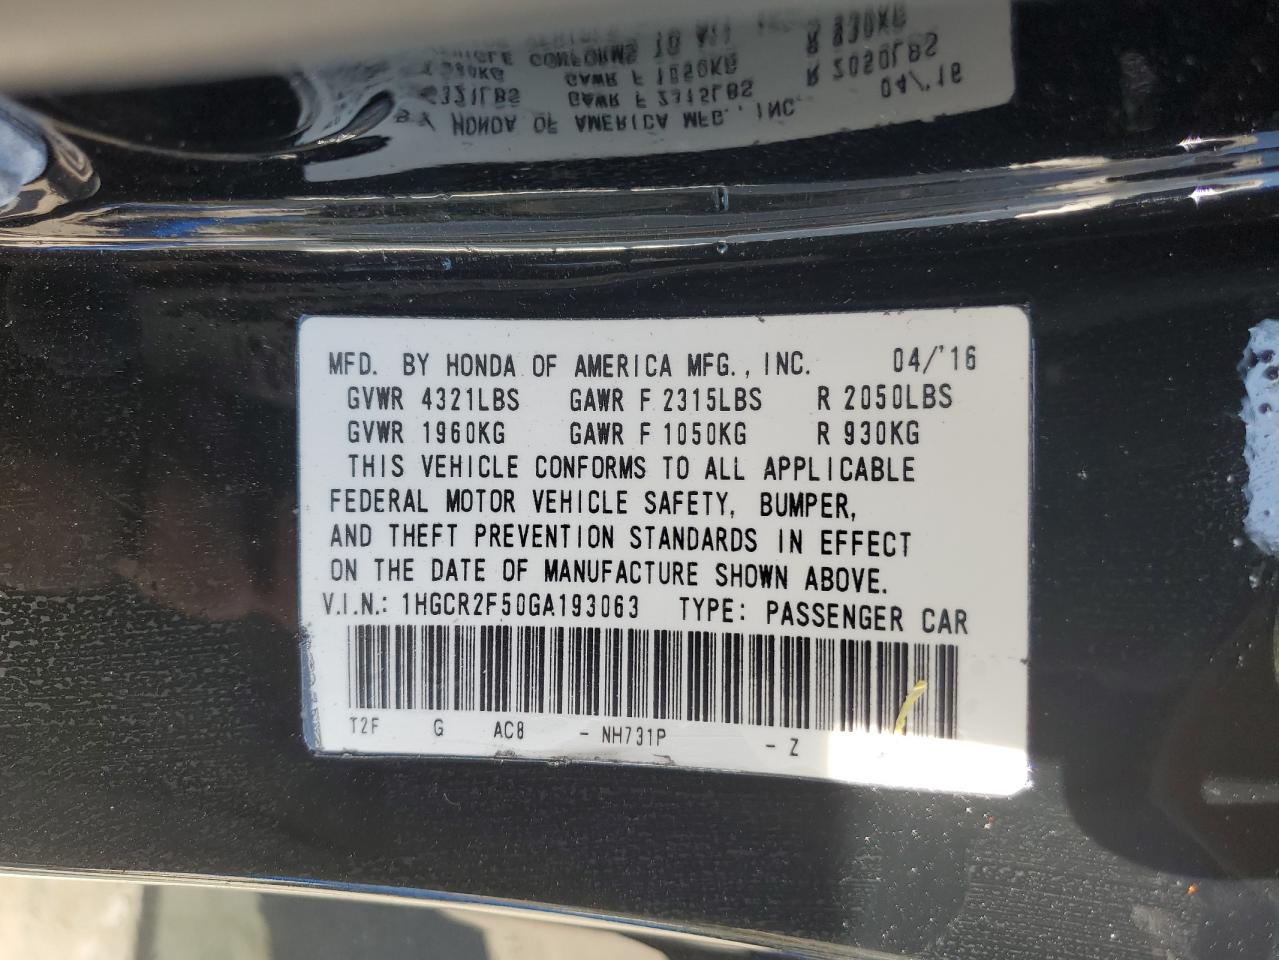 MFD. BY HONDA OF AMERICA MFG., INC. 04/'16
GVWR 4321LBS GAWR F 2315LBS R 2050LBS
GVWR 1960KG GAWR F 1050KG R 930KG
THIS VEHICLE CONFORMS TO ALL APPLICABLE
FEDERAL MOTOR VEHICLE SAFETY, BUMPER,
AND THEFT PREVENTION STANDARDS IN EFFECT
ON THE DATE OF MANUFACTURE SHOWN ABOVE.
V.I.N.: 1HGCR2F50GA193063 TYPE: PASSENGER CAR
T2F G AC8 - NH731P - Z